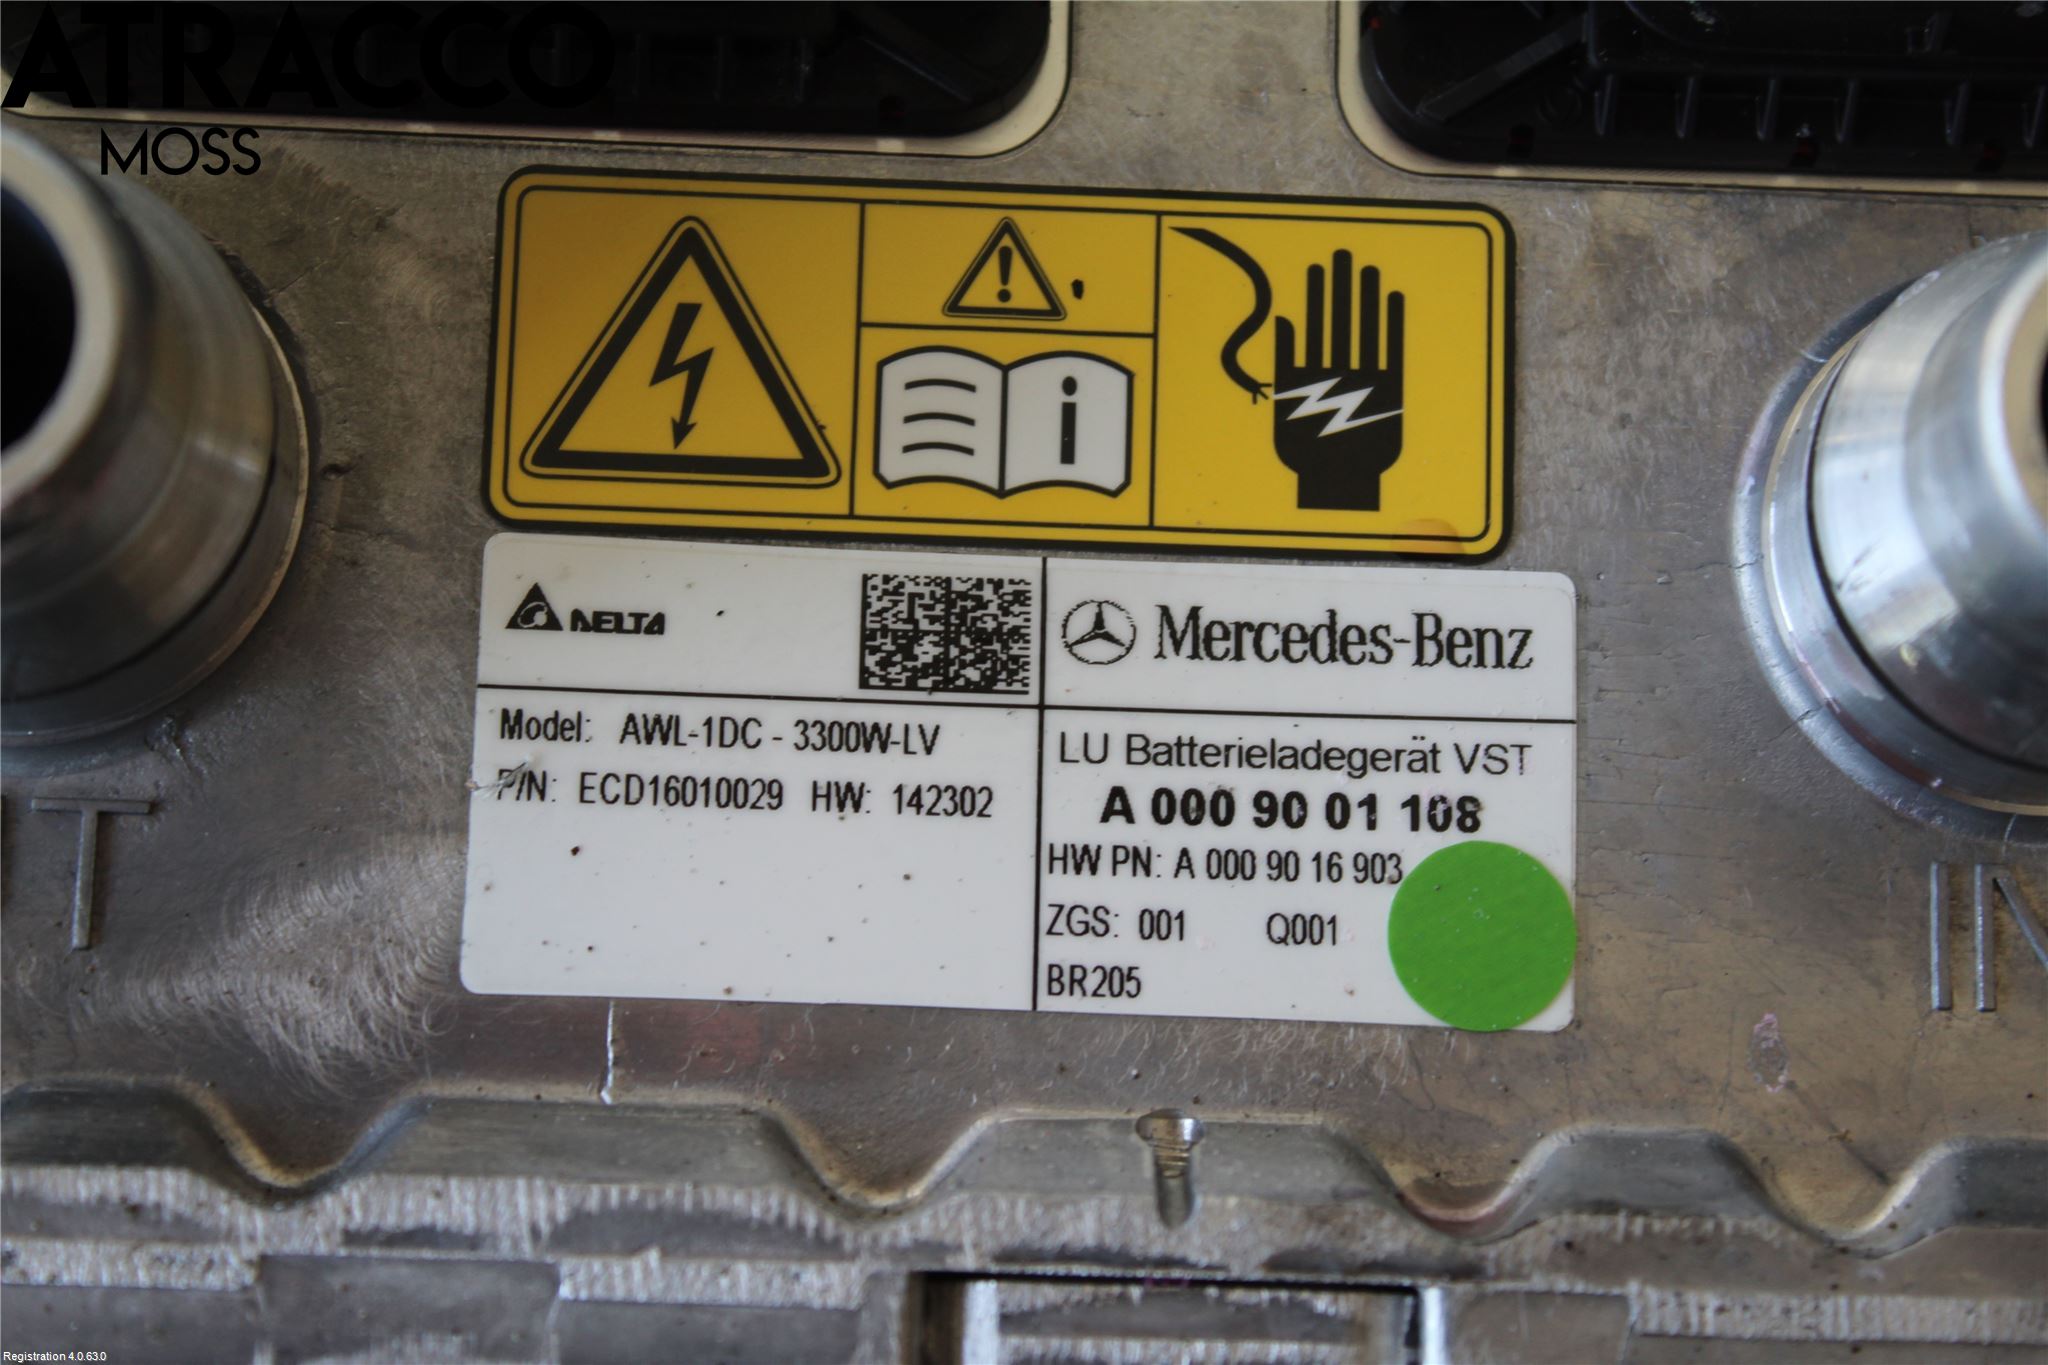 ATRACCO
MOSS
DELTA
Mercedes-Benz
Model: AWL-1DC - 3300W-LV
P/N: ECD16010029 HW: 142302
LU Batterieladegerät VST
A 000 90 01 108
HW PN: A 000 90 16 903
ZGS: 001 Q001
BR205
T
IN
Registration 4.0.63.0